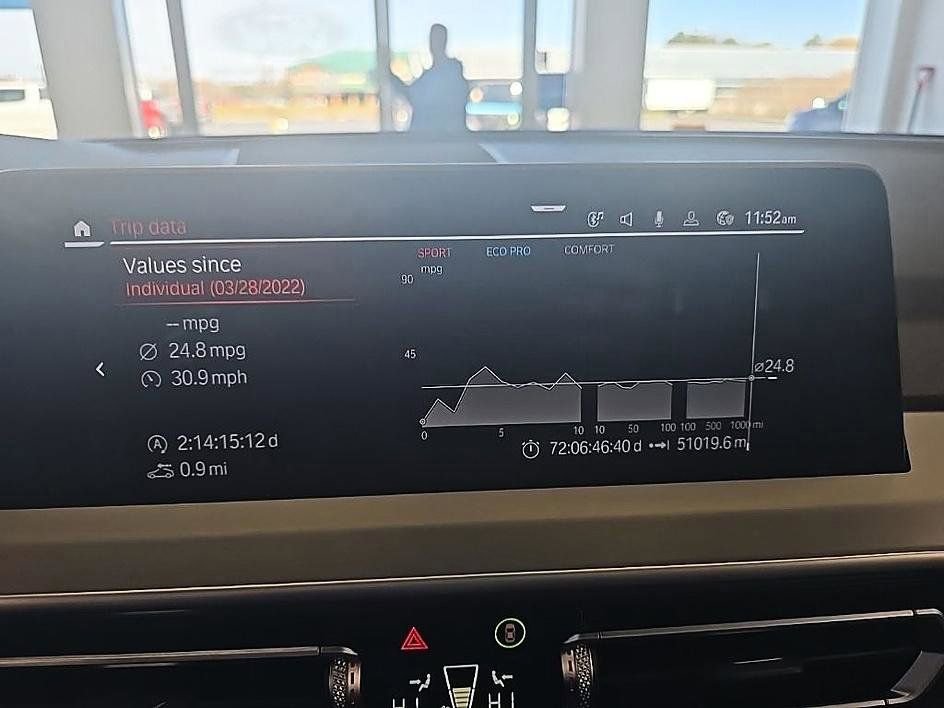 Trip data
11:52am
Values since
Individual (03/28/2022)
-- mpg
Ø 24.8 mpg
30.9 mph
A 2:14:15:12 d
0.9 mi
SPORT ECO PRO COMFORT
mpg
90
45
ø24.8
0 5 10 10 50 100 100 500 1000 mi
72:06:46:40 d 51019.6 m